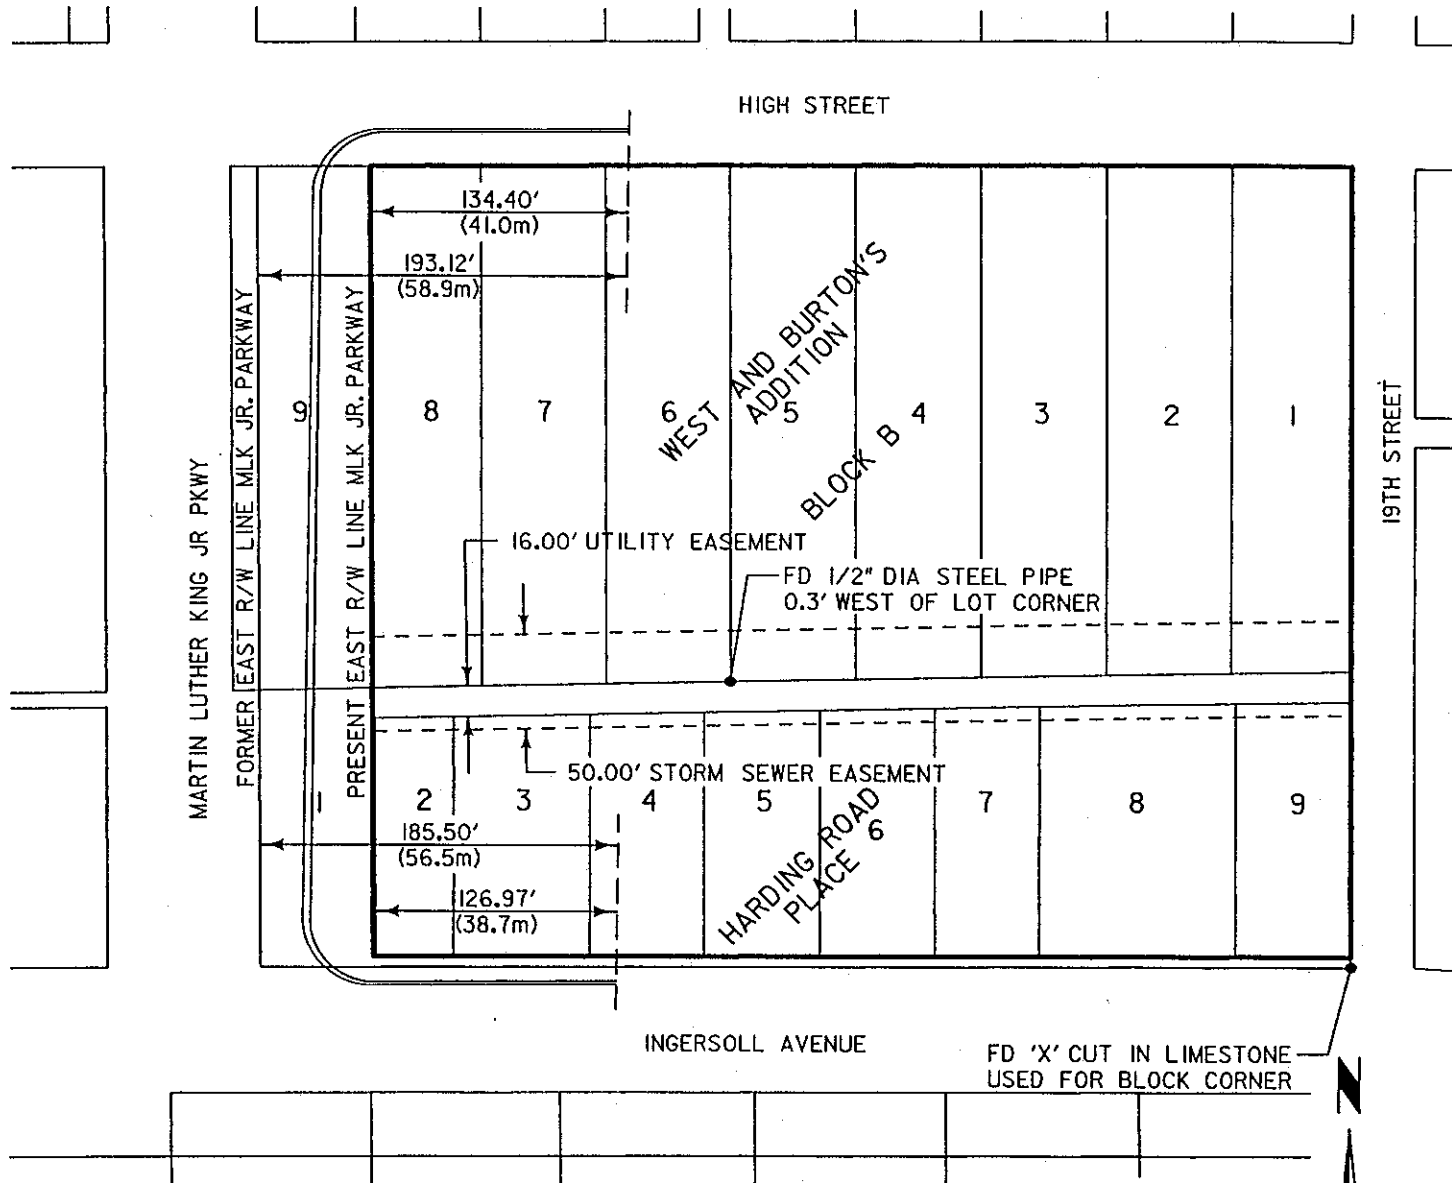 HIGH STREET
134.40'
(41.0m)
193.12'
(58.9m)
WEST AND BURTON'S
ADDITION
BLOCK B
9
8
7
6
5
4
3
2
1
MARTIN LUTHER KING JR PKWY
FORMER EAST R/W LINE MLK JR. PARKWAY
PRESENT EAST R/W LINE MLK JR. PARKWAY
19TH STREET
16.00' UTILITY EASEMENT
FD 1/2" DIA STEEL PIPE
0.3' WEST OF LOT CORNER
50.00' STORM SEWER EASEMENT
1
2
3
4
5
6
7
8
9
HARDING ROAD
PLACE
185.50'
(56.5m)
126.97'
(38.7m)
INGERSOLL AVENUE
FD 'X' CUT IN LIMESTONE
USED FOR BLOCK CORNER
N